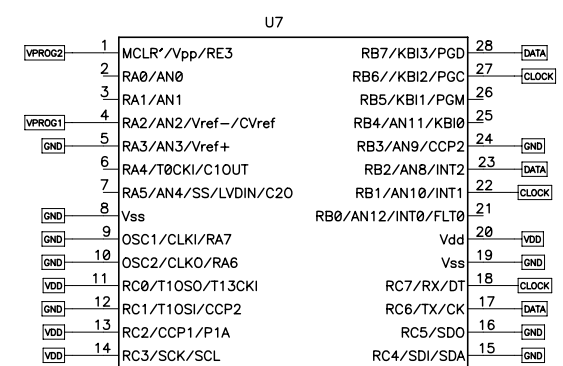 U7
VPROG2 1 MCLR'/Vpp/RE3 RB7/KBI3/PGD 28 DATA
2 RA0/AN0 RB6//KBI2/PGC 27 CLOCK
3 RA1/AN1 RB5/KBI1/PGM 26
VPROG1 4 RA2/AN2/Vref-/CVref RB4/AN11/KBI0 25
GND 5 RA3/AN3/Vref+ RB3/AN9/CCP2 24 GND
6 RA4/T0CKI/C1OUT RB2/AN8/INT2 23 DATA
7 RA5/AN4/SS/LVDIN/C2O RB1/AN10/INT1 22 CLOCK
GND 8 Vss RB0/AN12/INT0/FLT0 21
GND 9 OSC1/CLKI/RA7 Vdd 20 VDD
GND 10 OSC2/CLKO/RA6 Vss 19 GND
VDD 11 RC0/T1OSO/T13CKI RC7/RX/DT 18 CLOCK
GND 12 RC1/T1OSI/CCP2 RC6/TX/CK 17 DATA
VDD 13 RC2/CCP1/P1A RC5/SDO 16 GND
VDD 14 RC3/SCK/SCL RC4/SDI/SDA 15 GND